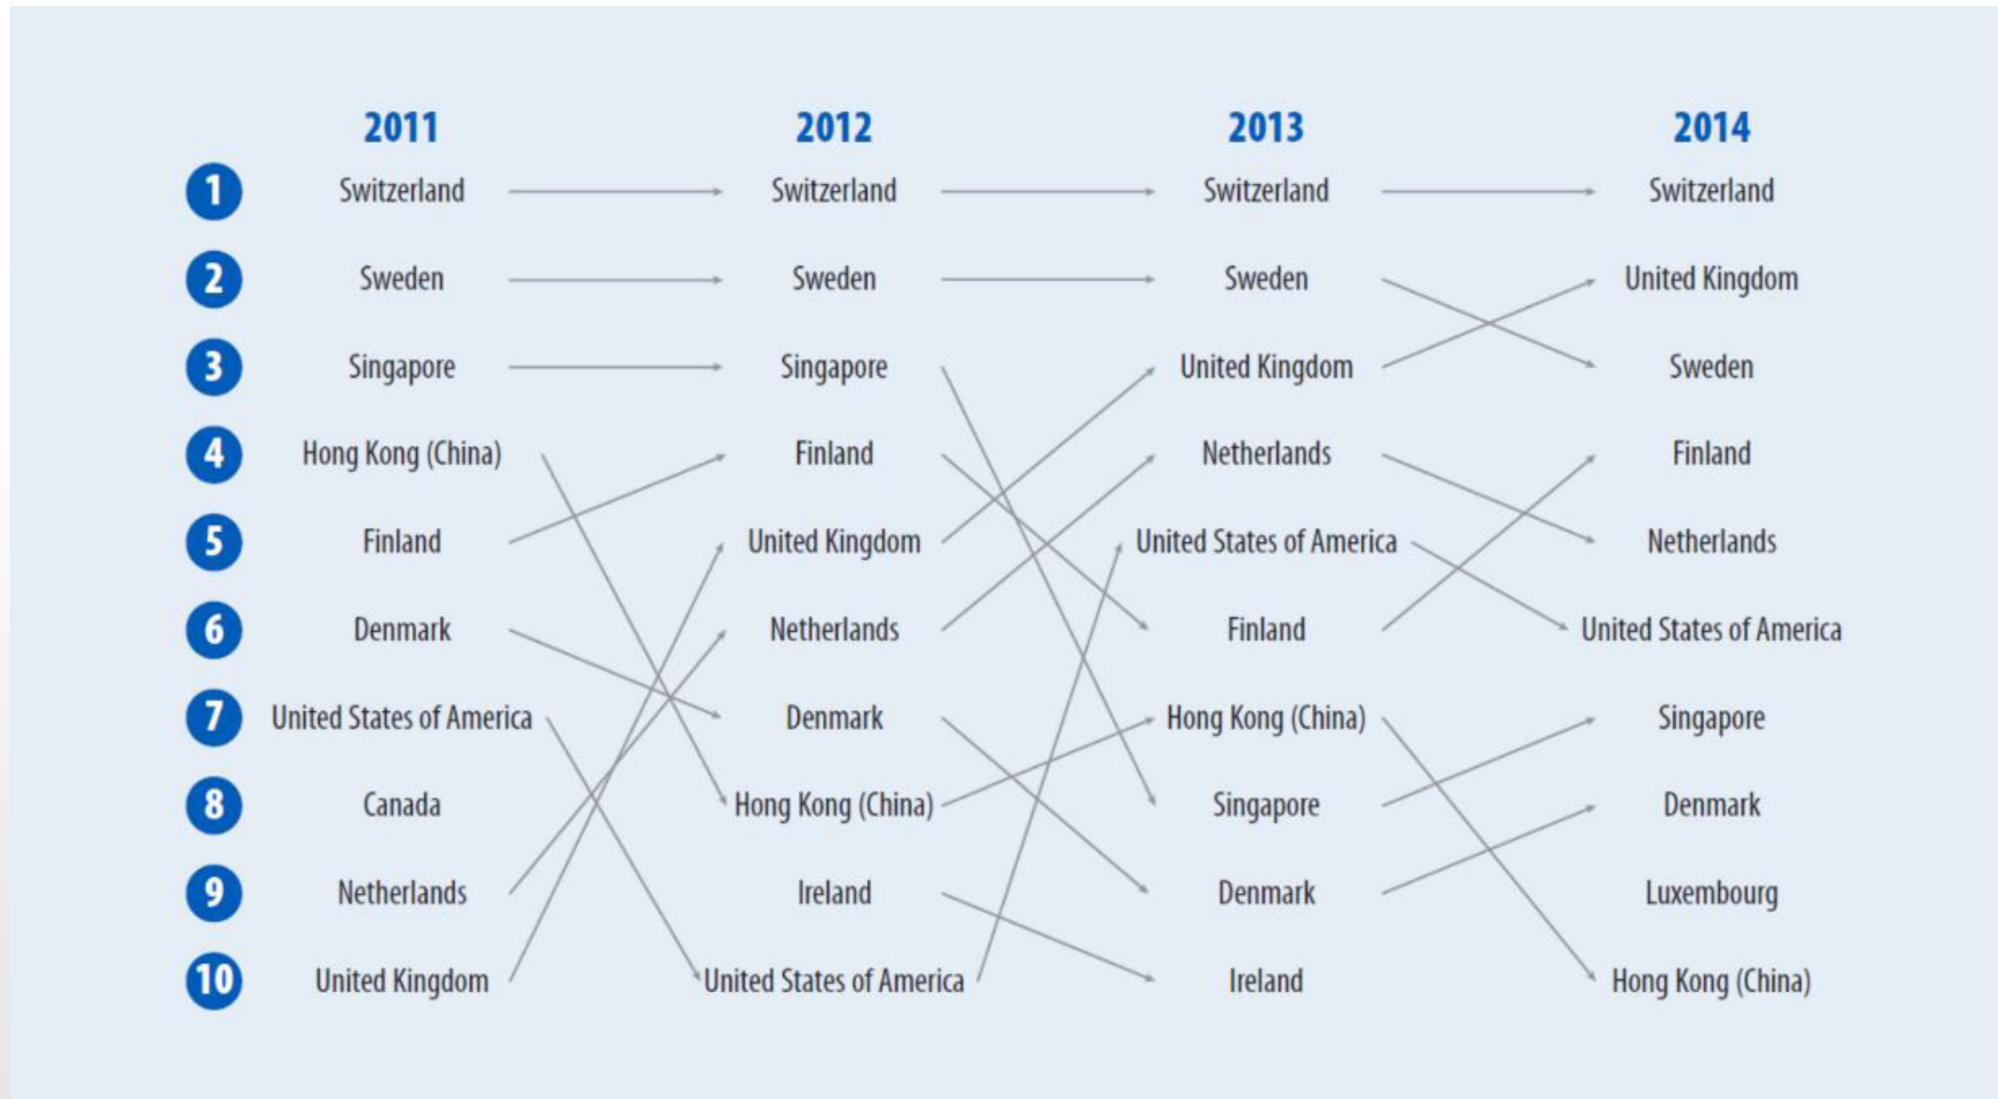 2011 2012 2013 2014
1 Switzerland Switzerland Switzerland Switzerland
2 Sweden Sweden Sweden United Kingdom
3 Singapore Singapore United Kingdom Sweden
4 Hong Kong (China) Finland Netherlands Finland
5 Finland United Kingdom United States of America Netherlands
6 Denmark Netherlands Finland United States of America
7 United States of America Denmark Hong Kong (China) Singapore
8 Canada Hong Kong (China) Singapore Denmark
9 Netherlands Ireland Denmark Luxembourg
10 United Kingdom United States of America Ireland Hong Kong (China)